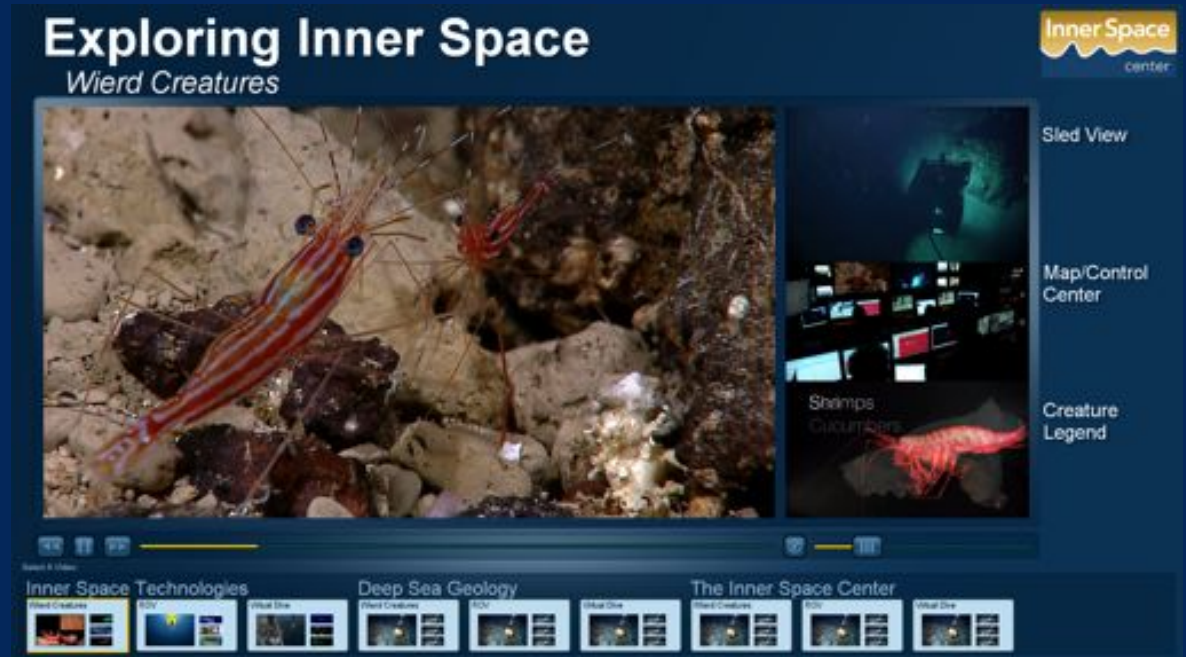 Exploring Inner Space
Wierd Creatures
Inner Space
center
Sled View
Map/Control
Center
Shrimps
Cucumbers
Creature
Legend
Select A Video
Inner Space Technologies
Deep Sea Geology
The Inner Space Center
Wierd Creatures
ROV
Virtual Dive
Wierd Creatures
ROV
Virtual Dive
Wierd Creatures
ROV
Virtual Dive